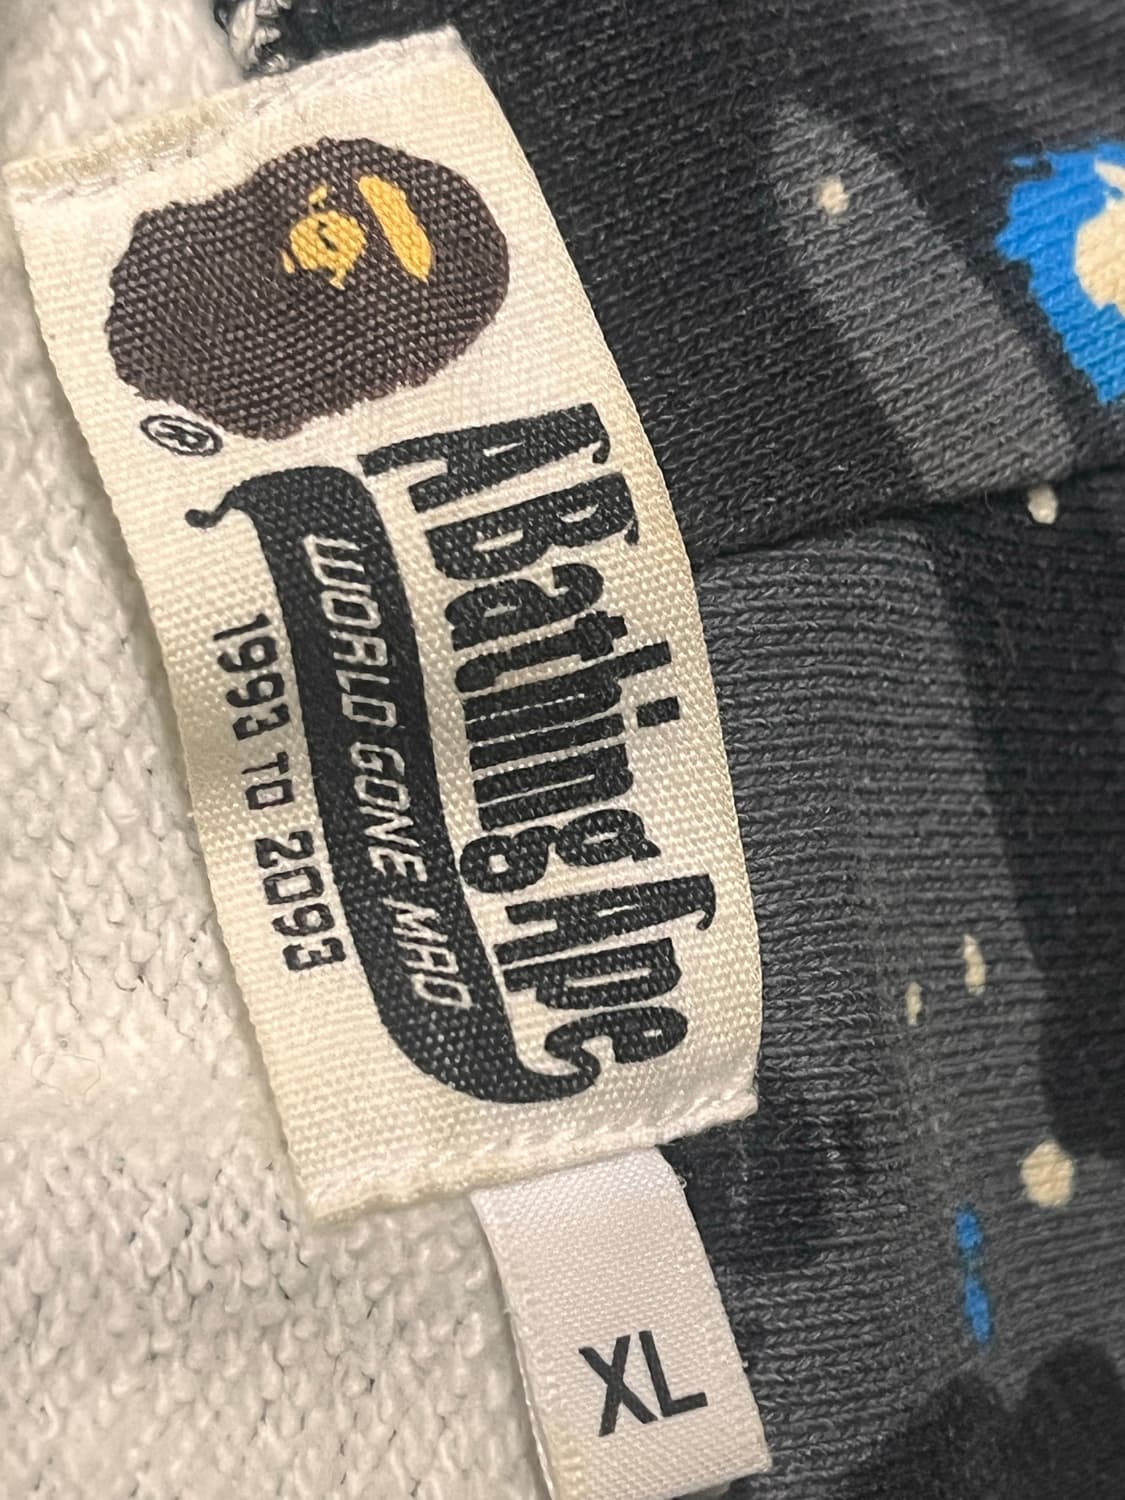 ®
A Bathing Ape
WORLD GONE MAD
1993 TO 2093
XL